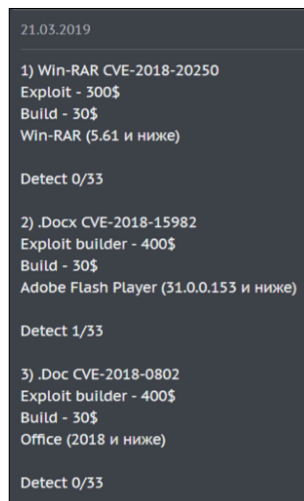 21.03.2019
1) Win-RAR CVE-2018-20250
Exploit - 300$
Build - 30$
Win-RAR (5.61 и ниже)
Detect 0/33
2) .Docx CVE-2018-15982
Exploit builder - 400$
Build - 30$
Adobe Flash Player (31.0.0.153 и ниже)
Detect 1/33
3) .Doc CVE-2018-0802
Exploit builder - 400$
Build - 30$
Office (2018 и ниже)
Detect 0/33